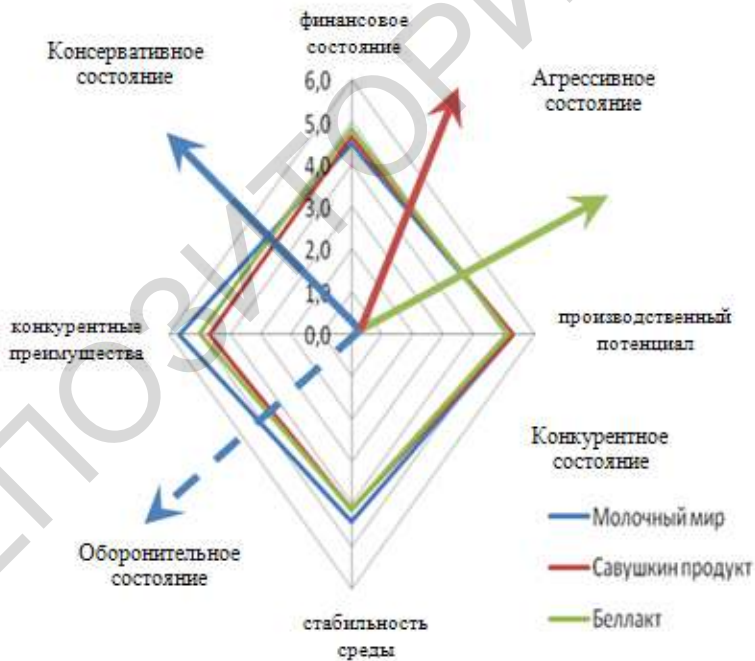 финансовое
состояние
Консервативное
состояние
Агрессивное
состояние
6,0
5,0
4,0
3,0
2,0
1,0
0,0
конкурентные
преимущества
производственный
потенциал
Конкурентное
состояние
Молочный мир
Савушкин продукт
Беллакт
Оборонительное
состояние
стабильность
среды
ЕПОЗИТОРИ